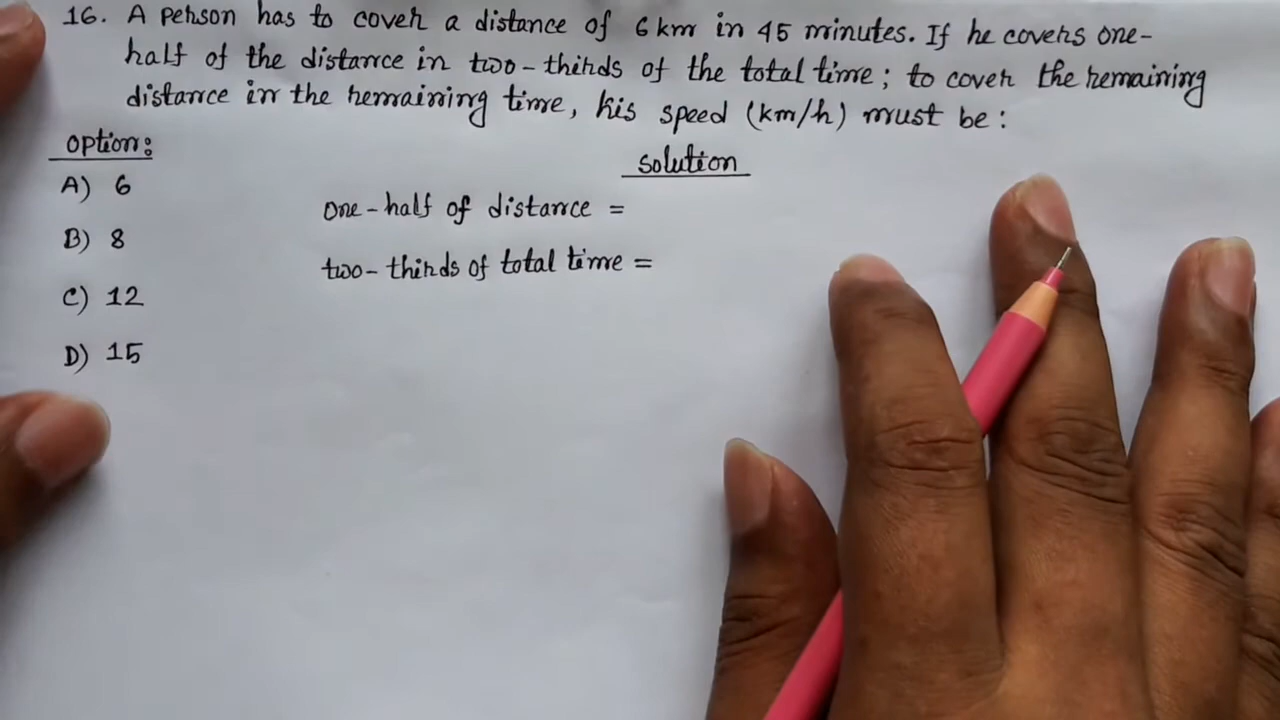 16. A person has to cover a distance of 6 km in 45 minutes. If he covers one-
half of the distance in two-thirds of the total time; to cover the remaining
distance in the remaining time, his speed (km/h) must be:
option:
solution
A) 6
one-half of distance =
B) 8
two-thirds of total time =
C) 12
D) 15